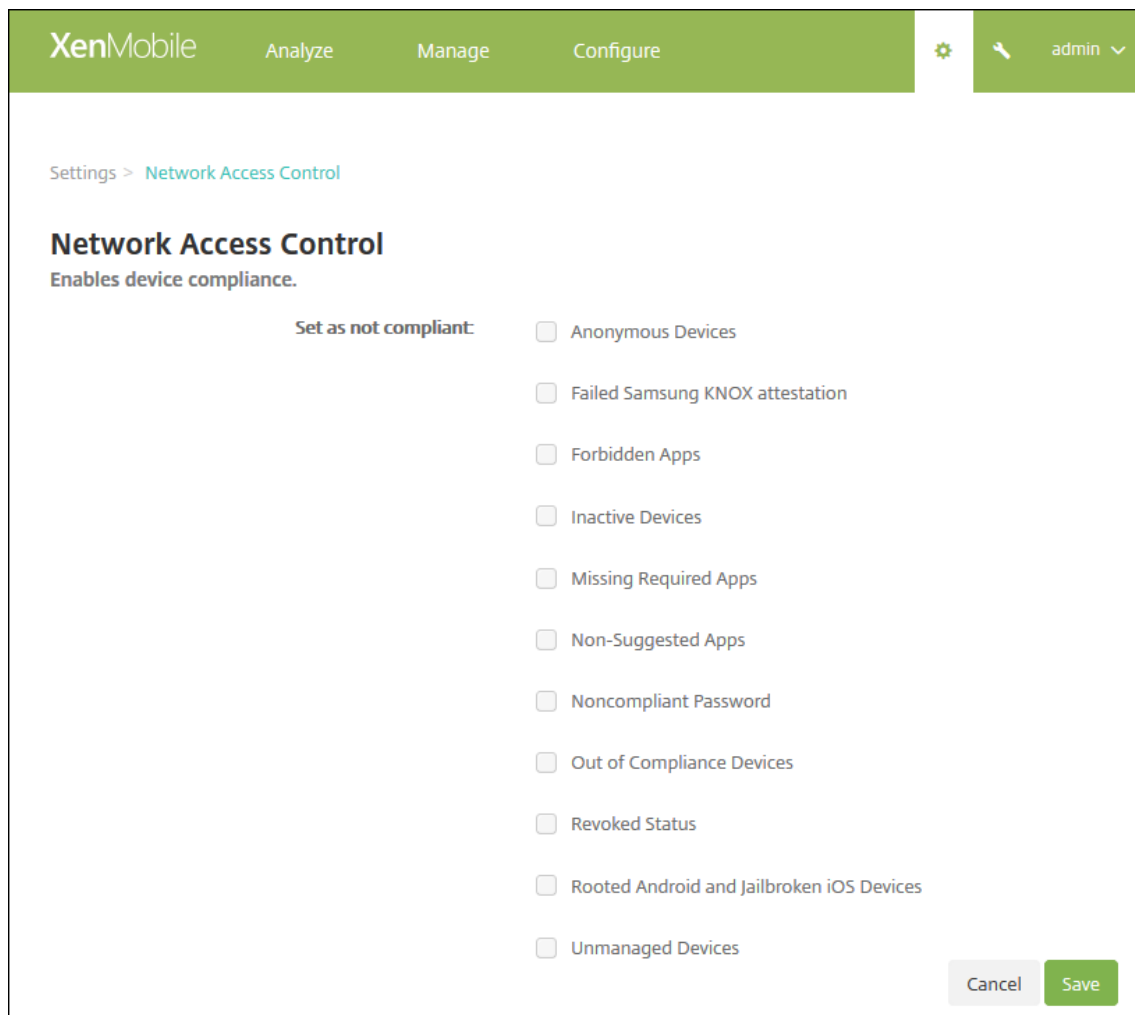 XenMobile Analyze Manage Configure admin
Settings > Network Access Control
Network Access Control
Enables device compliance.
Set as not compliant:
Anonymous Devices
Failed Samsung KNOX attestation
Forbidden Apps
Inactive Devices
Missing Required Apps
Non-Suggested Apps
Noncompliant Password
Out of Compliance Devices
Revoked Status
Rooted Android and Jailbroken iOS Devices
Unmanaged Devices
Cancel Save